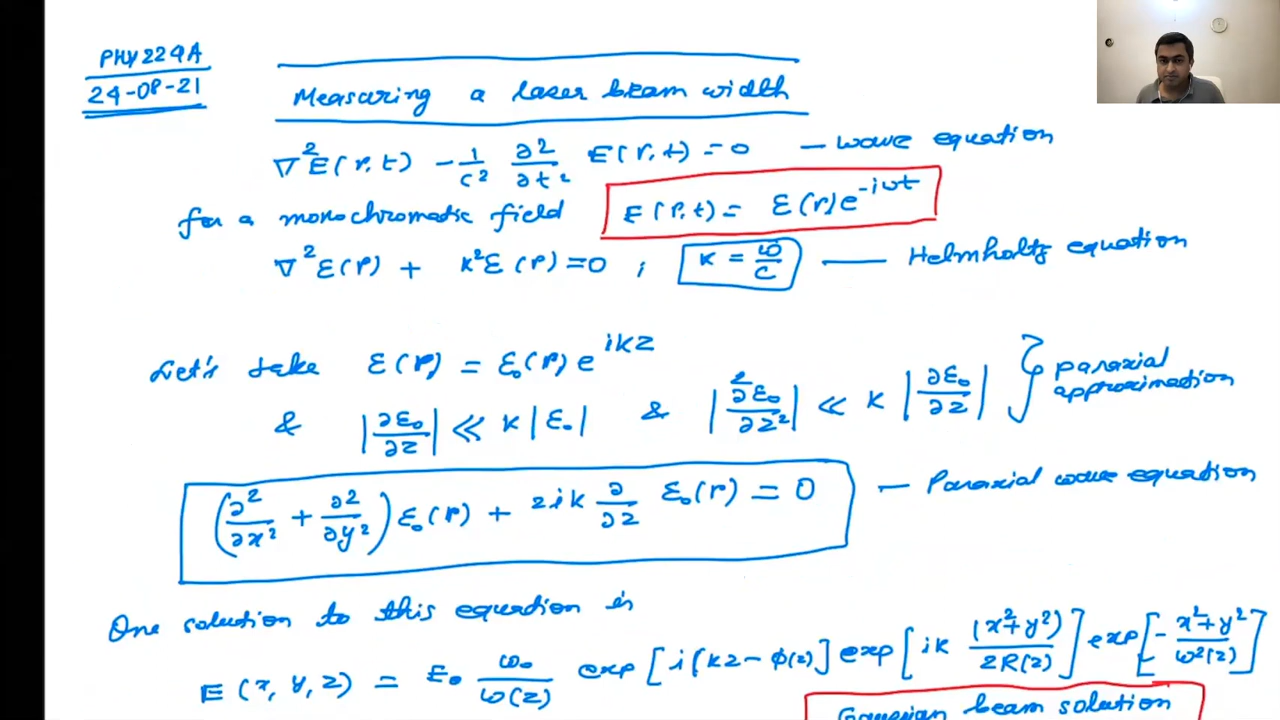 PHY224A
24-08-21
Measuring a laser beam width
∇²E(r,t) - 1/c² ∂²/∂t² E(r,t) = 0 — wave equation
for a monochromatic field E(r,t) = ℰ(r)e^{-iωt}
∇²ℰ(r) + k²ℰ(r) = 0 ; k = ω/c — Helmholtz equation
Let's take ℰ(r) = ℰ₀(r) e^{ikz}
& |∂ℰ₀/∂z| ≪ k|ℰ₀| & |∂²ℰ₀/∂z²| ≪ k|∂ℰ₀/∂z| } paraxial approximation
(∂²/∂x² + ∂²/∂y²) ℰ₀(r) + 2ik ∂/∂z ℰ₀(r) = 0 — Paraxial wave equation
One solution to this equation is
E(x,y,z) = E₀ ω₀/ω(z) exp[i(kz - φ(z)] exp[ik (x²+y²)/2R(z)] exp[- x²+y²/ω²(z)]
Gaussian beam solution